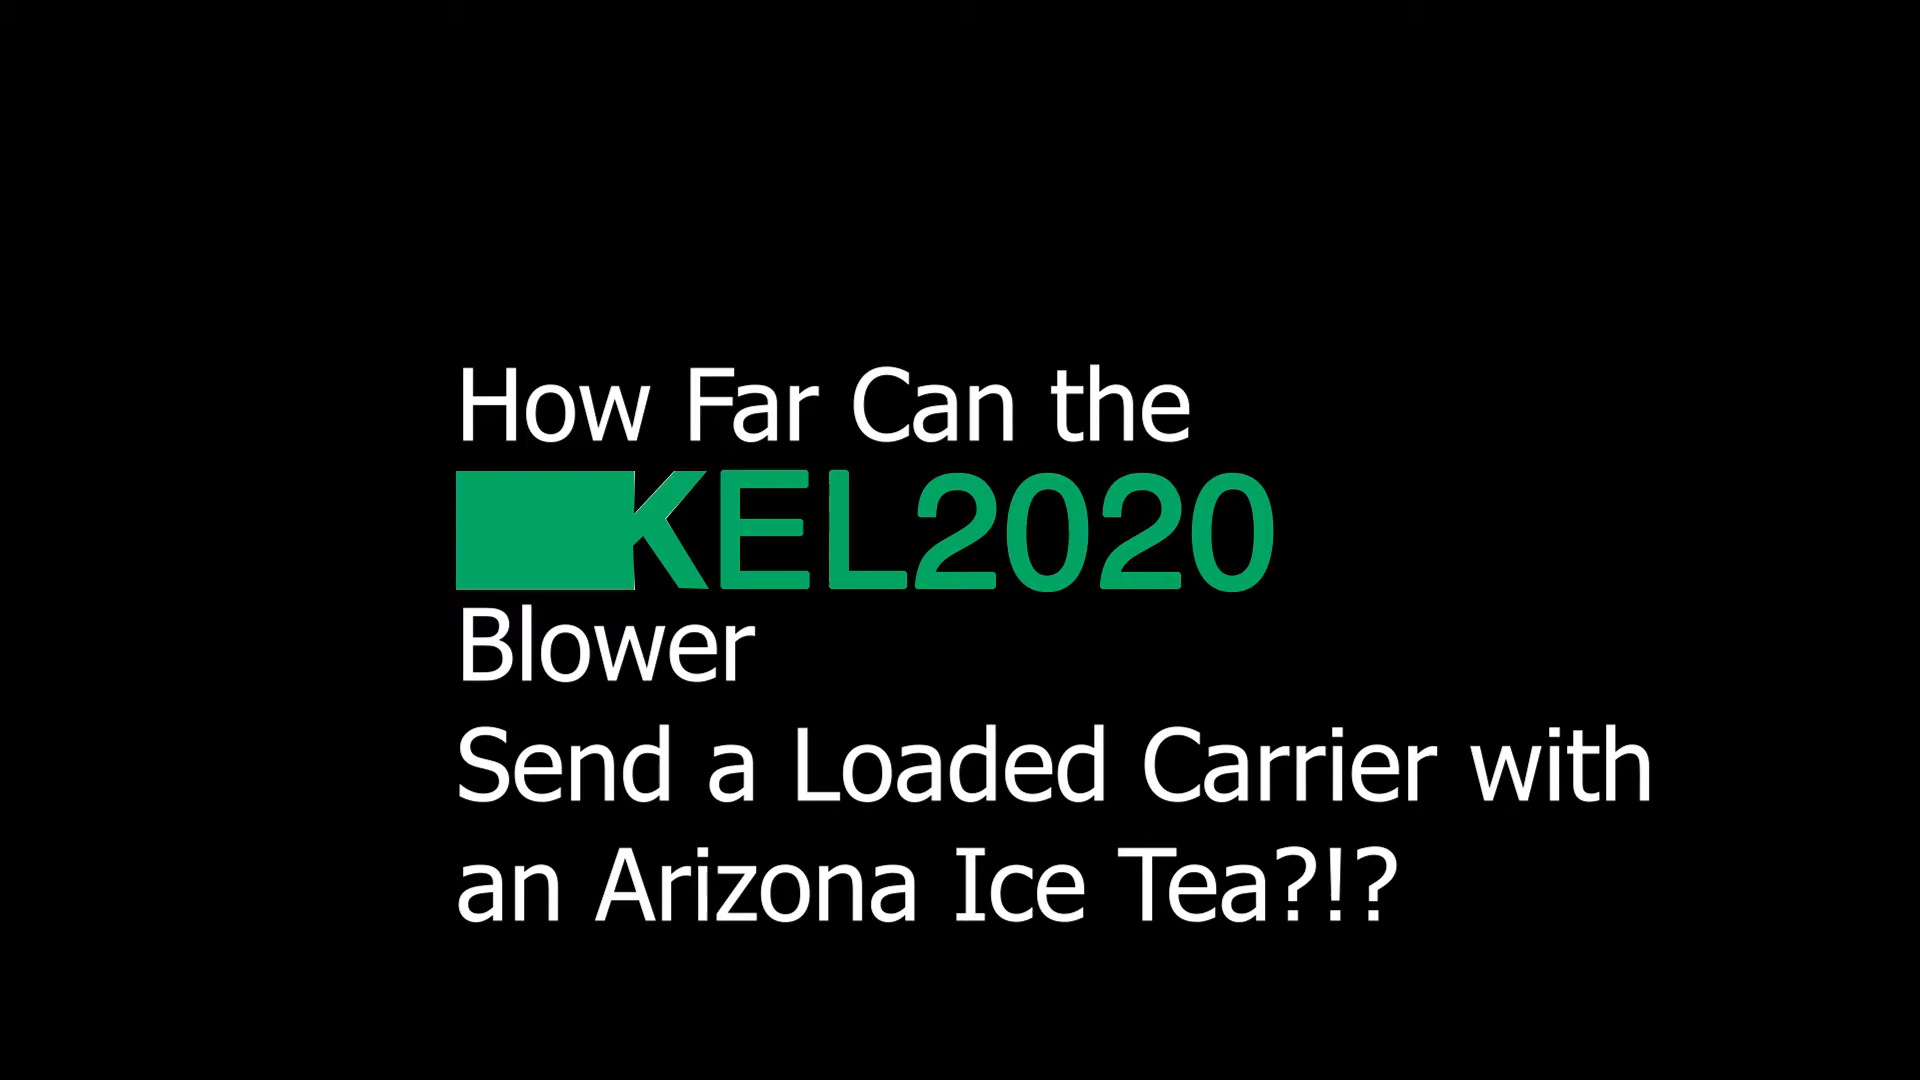 How Far Can the
KEL2020
Blower
Send a Loaded Carrier with
an Arizona Ice Tea?!?